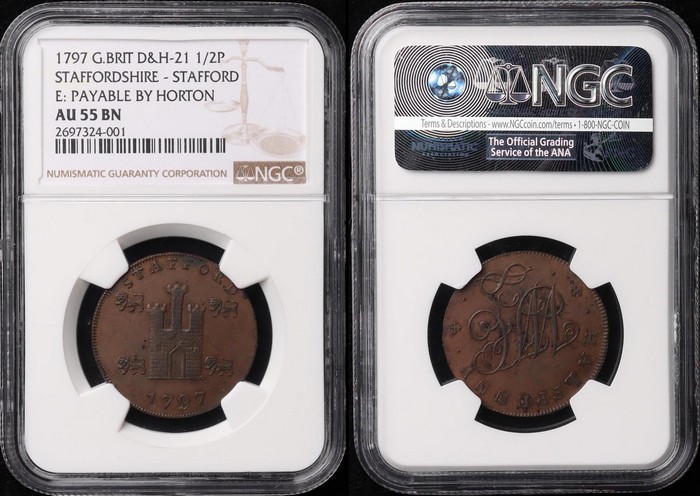 1797 G.BRIT D&H-21 1/2P
STAFFORDSHIRE - STAFFORD
E: PAYABLE BY HORTON
AU 55 BN
2697324-001
NUMISMATIC GUARANTY CORPORATION
NGC®
STAFFORD
1797
NGC
Terms & Descriptions - www.NGCcoin.com/terms • 1-800-NGC-COIN
NUMISMATIC
ASSOCIATION
The Official Grading
Service of the ANA